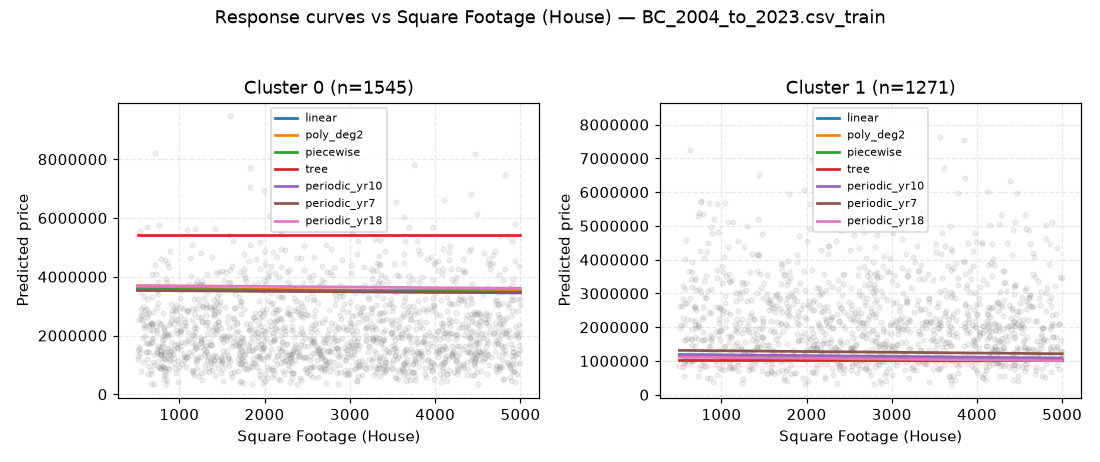 Response curves vs Square Footage (House) — BC_2004_to_2023.csv_train
Cluster 0 (n=1545)
linear
poly_deg2
piecewise
tree
periodic_yr10
periodic_yr7
periodic_yr18
8000000
6000000
4000000
2000000
0
Predicted price
1000
2000
3000
4000
5000
Square Footage (House)
Cluster 1 (n=1271)
linear
poly_deg2
piecewise
tree
periodic_yr10
periodic_yr7
periodic_yr18
8000000
7000000
6000000
5000000
4000000
3000000
2000000
1000000
0
Predicted price
1000
2000
3000
4000
5000
Square Footage (House)